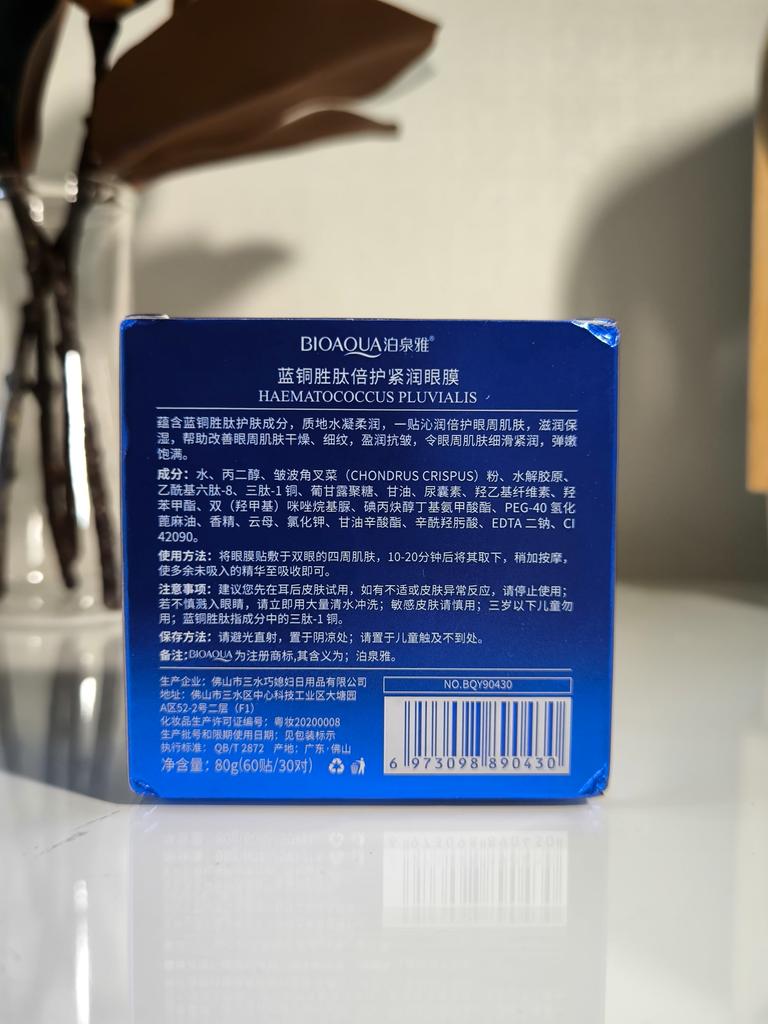 BIOAQUA泊泉雅®
蓝铜胜肽倍护紧润眼膜
HAEMATOCOCCUS PLUVIALIS
蕴含蓝铜胜肽护肤成分，质地水凝柔润，一贴沁润倍护眼周肌肤，滋润保
湿，帮助改善眼周肌肤干燥、细纹，盈润抗皱，令眼周肌肤细滑紧润，弹嫩
饱满。
成分：水、丙二醇、皱波角叉菜（CHONDRUS CRISPUS）粉、水解胶原、
乙酰基六肽-8、三肽-1 铜、葡甘露聚糖、甘油、尿囊素、羟乙基纤维素、羟
苯甲酯、双（羟甲基）咪唑烷基脲、碘丙炔醇丁基氨甲酸酯、PEG-40 氢化
蓖麻油、香精、云母、氯化钾、甘油辛酸酯、辛酰羟肟酸、EDTA 二钠、CI
42090。
使用方法：将眼膜贴敷于双眼的四周肌肤，10-20分钟后将其取下，稍加按摩，
使多余未吸入的精华至吸收即可。
注意事项：建议您先在耳后皮肤试用，如有不适或皮肤异常反应，请停止使用；
若不慎溅入眼睛，请立即用大量清水冲洗；敏感皮肤请慎用；三岁以下儿童勿
用；蓝铜胜肽指成分中的三肽-1 铜。
保存方法：请避光直射，置于阴凉处；请置于儿童触及不到处。
备注：BIOAQUA 为注册商标,其含义为；泊泉雅。
生产企业：佛山市三水巧媳妇日用品有限公司
地址：佛山市三水区中心科技工业区大塘园
A区52-2号二层（F1）
化妆品生产许可证编号：粤妆20200008
生产批号和限期使用日期：见包装标示
执行标准： QB/T 2872 产地：广东·佛山
净含量：80g(60贴/30对)
NO.BQY90430
6 973098 890430